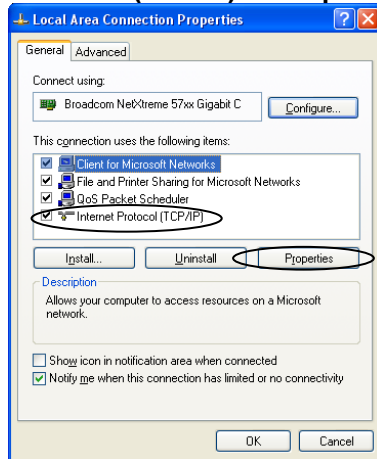 Local Area Connection Properties
General Advanced
Connect using:
Broadcom NetXtreme 57xx Gigabit C
Configure...
This connection uses the following items:
Client for Microsoft Networks
File and Printer Sharing for Microsoft Networks
QoS Packet Scheduler
Internet Protocol (TCP/IP)
Install... Uninstall Properties
Description
Allows your computer to access resources on a Microsoft
network.
Show icon in notification area when connected
Notify me when this connection has limited or no connectivity
OK Cancel